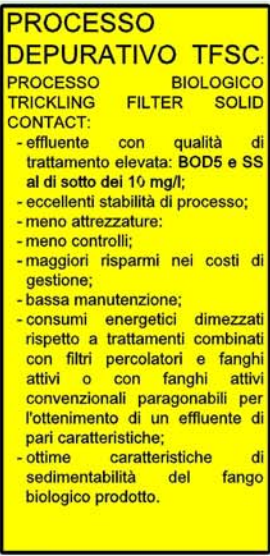 PROCESSO
DEPURATIVO TFSC:
PROCESSO BIOLOGICO
TRICKLING FILTER SOLID
CONTACT:
- effluente con qualità di
trattamento elevata: BOD5 e SS
al di sotto dei 10 mg/l;
- eccellenti stabilità di processo;
- meno attrezzature:
- meno controlli;
- maggiori risparmi nei costi di
gestione;
- bassa manutenzione;
- consumi energetici dimezzati
rispetto a trattamenti combinati
con filtri percolatori e fanghi
attivi o con fanghi attivi
convenzionali paragonabili per
l'ottenimento di un effluente di
pari caratteristiche;
- ottime caratteristiche di
sedimentabilità del fango
biologico prodotto.